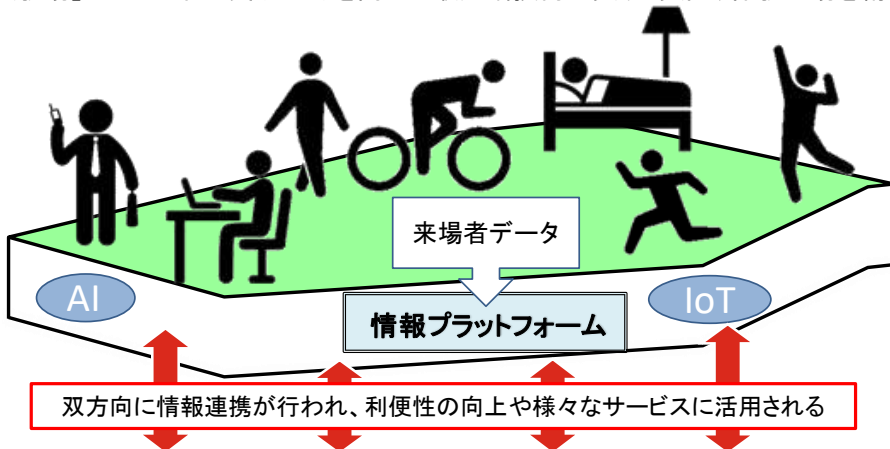 来場者データ
AI
IoT
情報プラットフォーム
双方向に情報連携が行われ、利便性の向上や様々なサービスに活用される